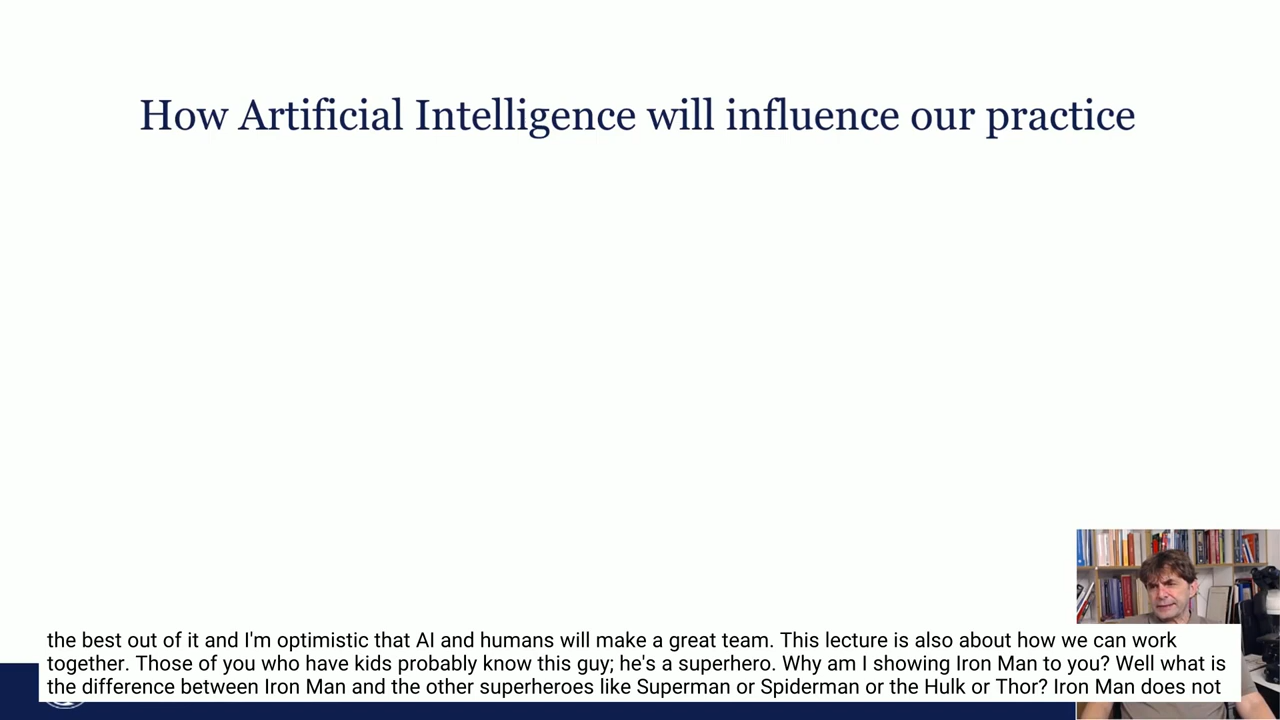 How Artificial Intelligence will influence our practice
the best out of it and I'm optimistic that AI and humans will make a great team. This lecture is also about how we can work
together. Those of you who have kids probably know this guy; he's a superhero. Why am I showing Iron Man to you? Well what is
the difference between Iron Man and the other superheroes like Superman or Spiderman or the Hulk or Thor? Iron Man does not